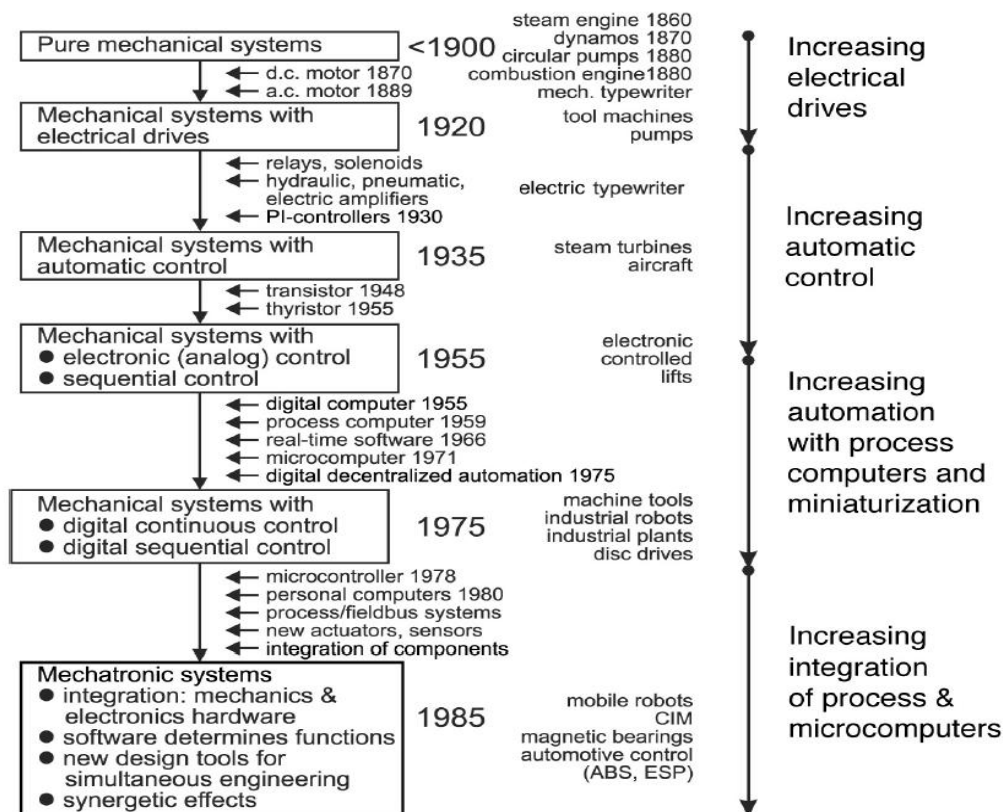 Pure mechanical systems
<1900
steam engine 1860
dynamos 1870
circular pumps 1880
combustion engine1880
mech. typewriter
Increasing
electrical
drives
d.c. motor 1870
a.c. motor 1889
Mechanical systems with
electrical drives
1920
tool machines
pumps
relays, solenoids
hydraulic, pneumatic,
electric amplifiers
PI-controllers 1930
electric typewriter
Increasing
automatic
control
Mechanical systems with
automatic control
1935
steam turbines
aircraft
transistor 1948
thyristor 1955
Mechanical systems with
● electronic (analog) control
● sequential control
1955
electronic
controlled
lifts
Increasing
automation
with process
computers and
miniaturization
digital computer 1955
process computer 1959
real-time software 1966
microcomputer 1971
digital decentralized automation 1975
Mechanical systems with
● digital continuous control
● digital sequential control
1975
machine tools
industrial robots
industrial plants
disc drives
microcontroller 1978
personal computers 1980
process/fieldbus systems
new actuators, sensors
integration of components
Increasing
integration
of process &
microcomputers
Mechatronic systems
● integration: mechanics &
electronics hardware
● software determines functions
● new design tools for
simultaneous engineering
● synergetic effects
1985
mobile robots
CIM
magnetic bearings
automotive control
(ABS, ESP)